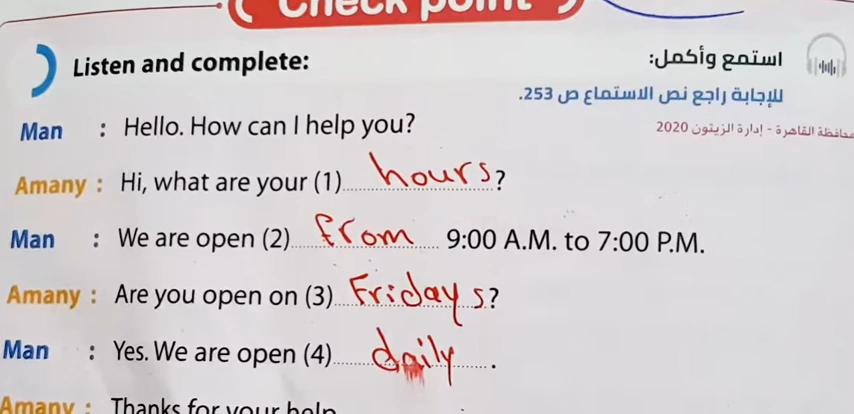 Check point
Listen and complete:
استمع وأكمل:
للإجابة راجع نص الاستماع ص 253.
محافظة القاهرة - إدارة الزيتون 2020
Man : Hello. How can I help you?
Amany : Hi, what are your (1) hours?
Man : We are open (2) from 9:00 A.M. to 7:00 P.M.
Amany : Are you open on (3) Fridays?
Man : Yes. We are open (4) daily.
Amany : Thanks for your help